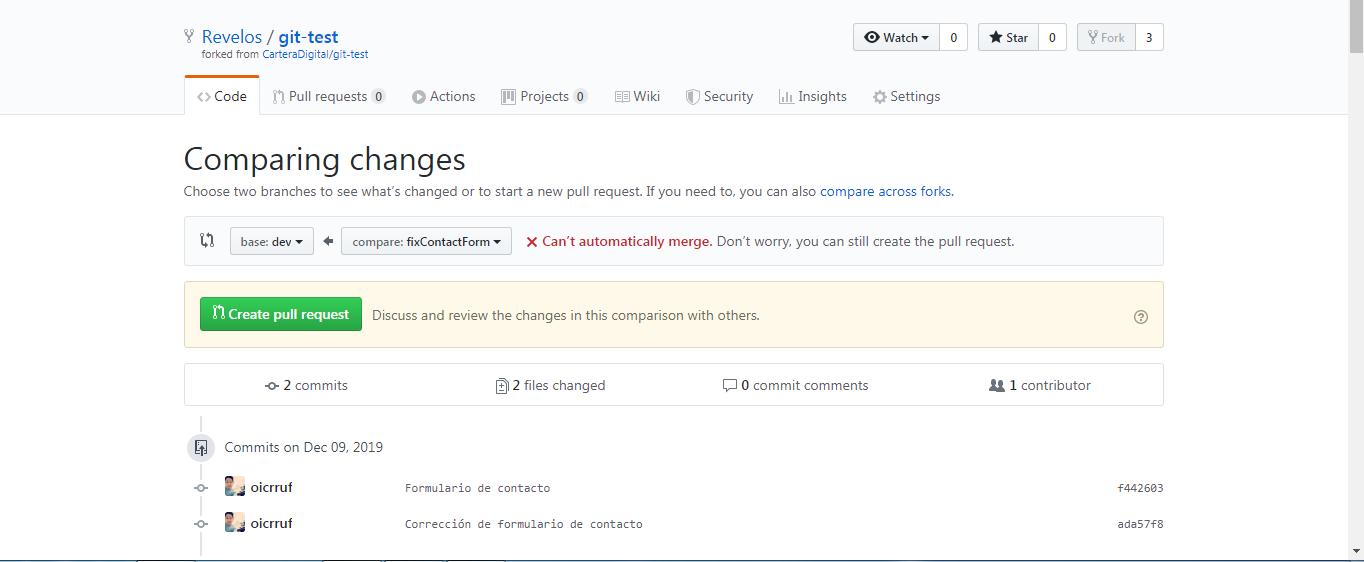 Revelos / git-test
forked from CarteraDigital/git-test
Watch 0 Star 0 Fork 3
Code Pull requests 0 Actions Projects 0 Wiki Security Insights Settings
Comparing changes
Choose two branches to see what's changed or to start a new pull request. If you need to, you can also compare across forks.
base: dev compare: fixContactForm Can't automatically merge. Don't worry, you can still create the pull request.
Create pull request Discuss and review the changes in this comparison with others.
2 commits 2 files changed 0 commit comments 1 contributor
Commits on Dec 09, 2019
oicrruf Formulario de contacto f442603
oicrruf Corrección de formulario de contacto ada57f8